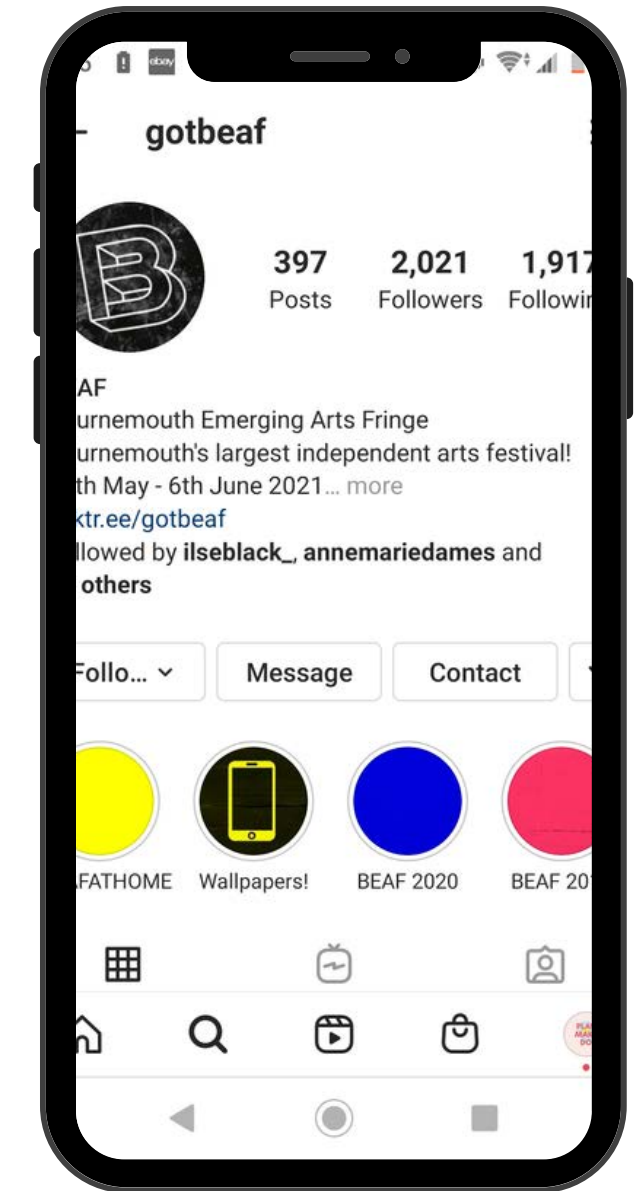 ebay
gotbeaf
B
397 2,021 1,917
Posts Followers Followin
AF
urnemouth Emerging Arts Fringe
urnemouth's largest independent arts festival!
th May - 6th June 2021... more
ktr.ee/gotbeaf
llowed by ilseblack_, annemariedames and
others
Follo... Message Contact
FATHOME Wallpapers! BEAF 2020 BEAF 20